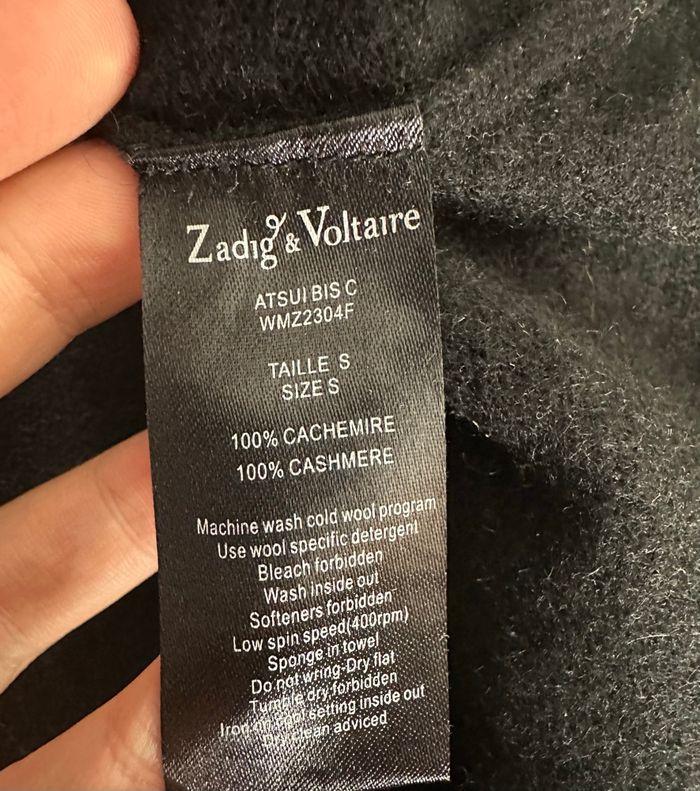 Zadig & Voltaire
ATSUI BIS C
WMZ2304F
TAILLE S
SIZE S
100% CACHEMIRE
100% CASHMERE
Machine wash cold wool program
Use wool specific detergent
Bleach forbidden
Wash inside out
Softeners forbidden
Low spin speed(400rpm)
Sponge in towel
Do not wring-Dry flat
Tumble dry forbidden
setting inside out
clean adviced